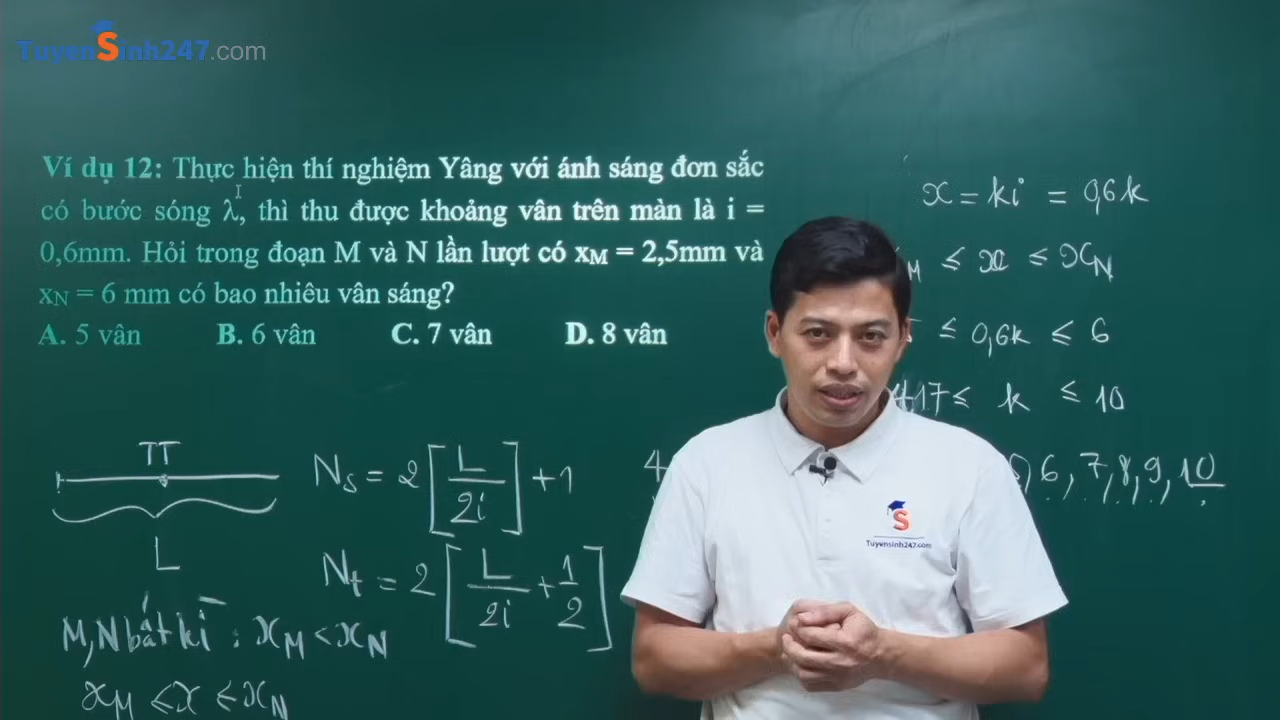 TuyenSinh247.com
Ví dụ 12: Thực hiện thí nghiệm Yâng với ánh sáng đơn sắc
có bước sóng λ, thì thu được khoảng vân trên màn là i =
0,6mm. Hỏi trong đoạn M và N lần lượt có xM = 2,5mm và
xN = 6 mm có bao nhiêu vân sáng?
A. 5 vân B. 6 vân C. 7 vân D. 8 vân
x = ki = 0,6k
M ≤ x ≤ xN
≤ 0,6k ≤ 6
4,17 ≤ k ≤ 10
4 6, 7, 8, 9, 10
TT
L
Ns = 2 [L/2i] + 1
Nt = 2 [L/2i + 1/2]
M, N bất kì : xM < xN
xM ≤ x ≤ xN
S
Tuyensinh247.com